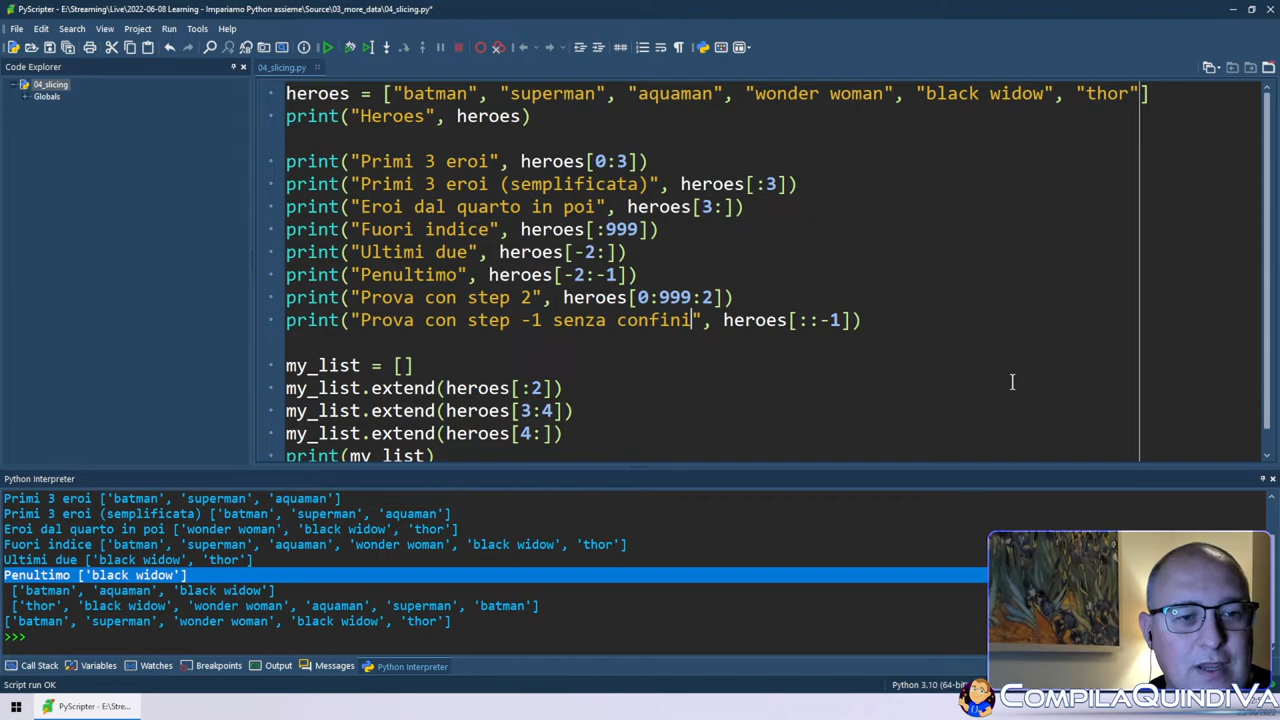 PyScripter - E:\Streaming\Live\2022-06-08 Learning - Impariamo Python assieme\Source\03_more_data\04_slicing.py*
File Edit Search View Project Run Tools Help
Code Explorer
04_slicing.py
04_slicing
Globals
heroes = ["batman", "superman", "aquaman", "wonder woman", "black widow", "thor"]
print("Heroes", heroes)
print("Primi 3 eroi", heroes[0:3])
print("Primi 3 eroi (semplificata)", heroes[:3])
print("Eroi dal quarto in poi", heroes[3:])
print("Fuori indice", heroes[:999])
print("Ultimi due", heroes[-2:])
print("Penultimo", heroes[-2:-1])
print("Prova con step 2", heroes[0:999:2])
print("Prova con step -1 senza confini", heroes[::-1])
my_list = []
my_list.extend(heroes[:2])
my_list.extend(heroes[3:4])
my_list.extend(heroes[4:])
print(my_list)
Python Interpreter
Primi 3 eroi ['batman', 'superman', 'aquaman']
Primi 3 eroi (semplificata) ['batman', 'superman', 'aquaman']
Eroi dal quarto in poi ['wonder woman', 'black widow', 'thor']
Fuori indice ['batman', 'superman', 'aquaman', 'wonder woman', 'black widow', 'thor']
Ultimi due ['black widow', 'thor']
Penultimo ['black widow']
['batman', 'aquaman', 'black widow']
['thor', 'black widow', 'wonder woman', 'aquaman', 'superman', 'batman']
['batman', 'superman', 'wonder woman', 'black widow', 'thor']
>>>
Call Stack Variables Watches Breakpoints Output Messages Python Interpreter
Script run OK
Python 3.10 (64-bit)
PyScripter - E:\Stre...
COMPILAQUINDIVA